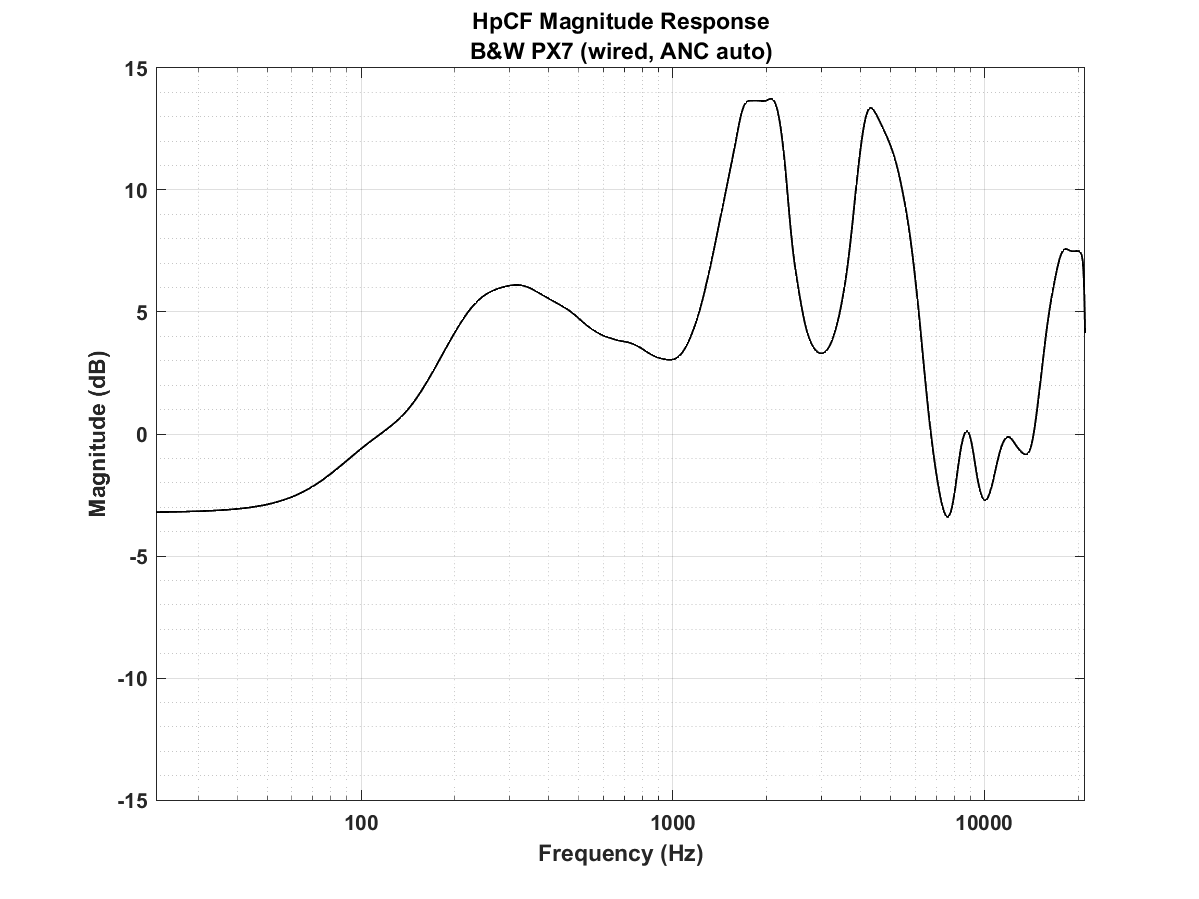 HpCF Magnitude Response
B&W PX7 (wired, ANC auto)
15
10
5
0
-5
-10
-15
Magnitude (dB)
100
1000
10000
Frequency (Hz)